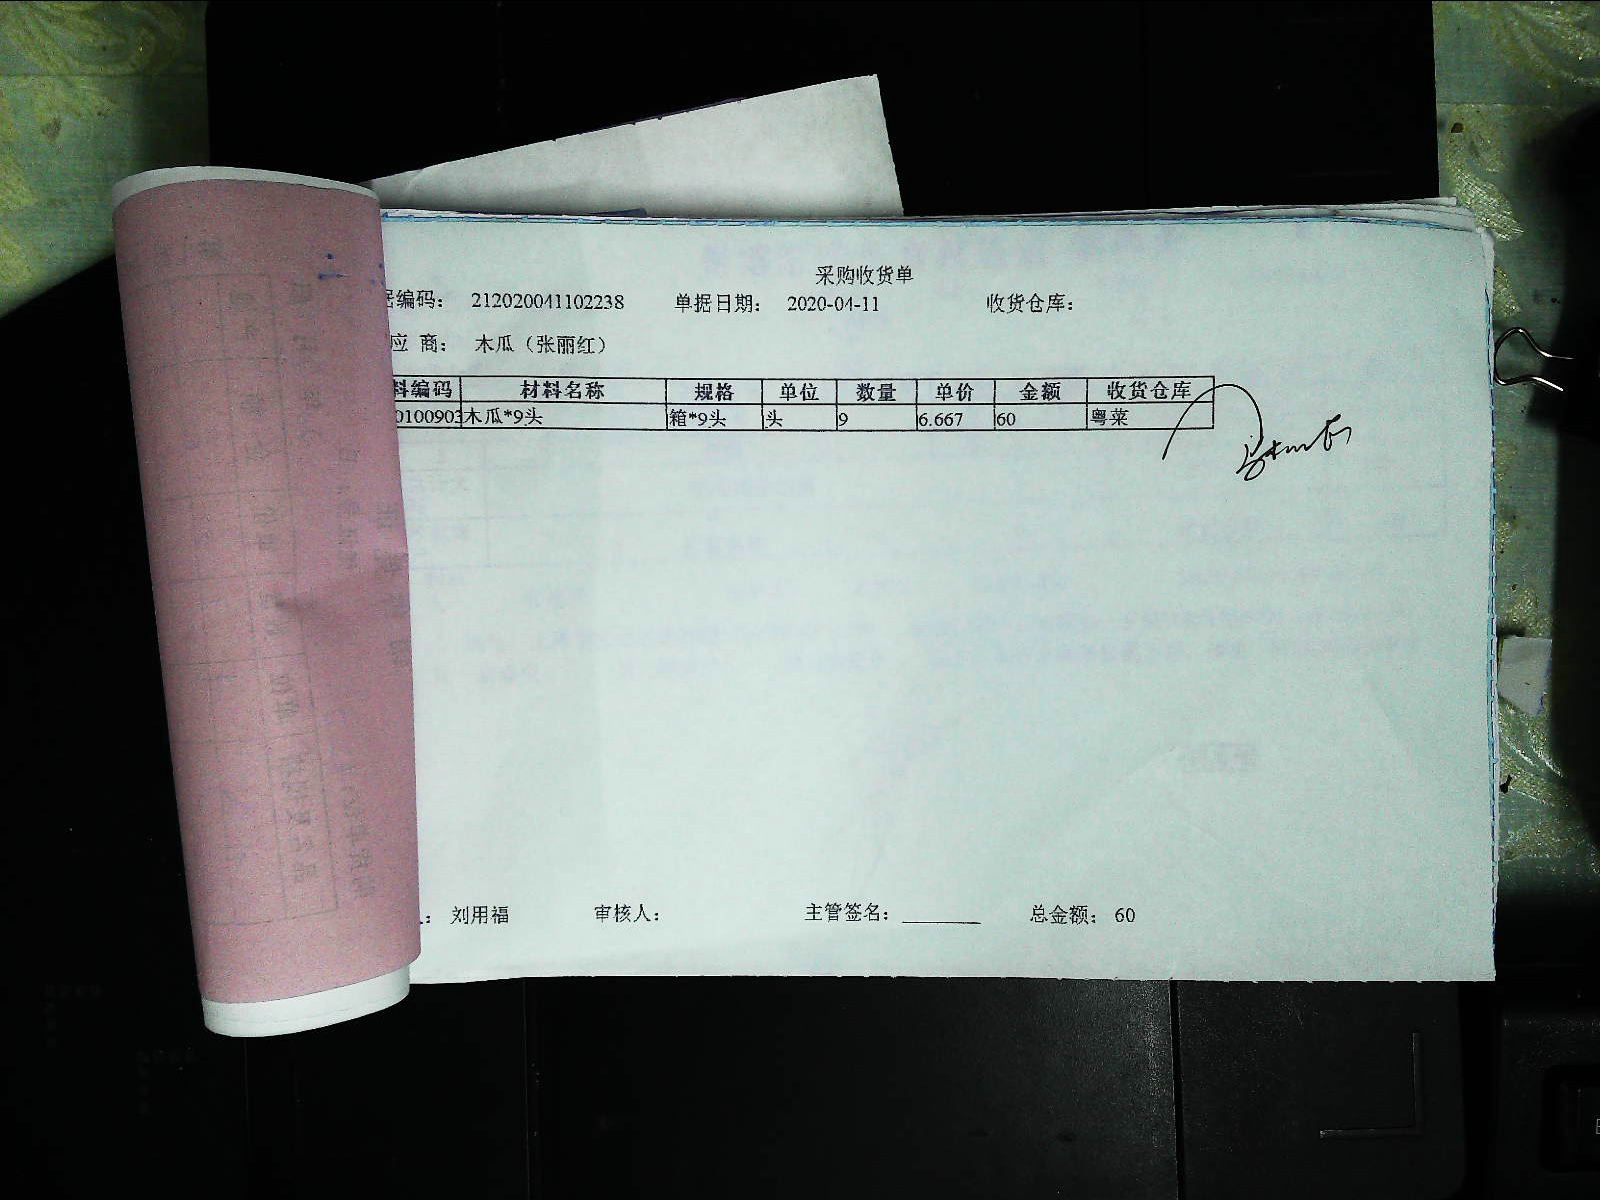 采购收货单
据编码： 212020041102238 单据日期： 2020-04-11 收货仓库：
应 商： 木瓜（张丽红）
料编码 材料名称 规格 单位 数量 单价 金额 收货仓库
0100903 木瓜*9头 箱*9头 头 9 6.667 60 粤菜
刘用福 审核人： 主管签名： 总金额： 60